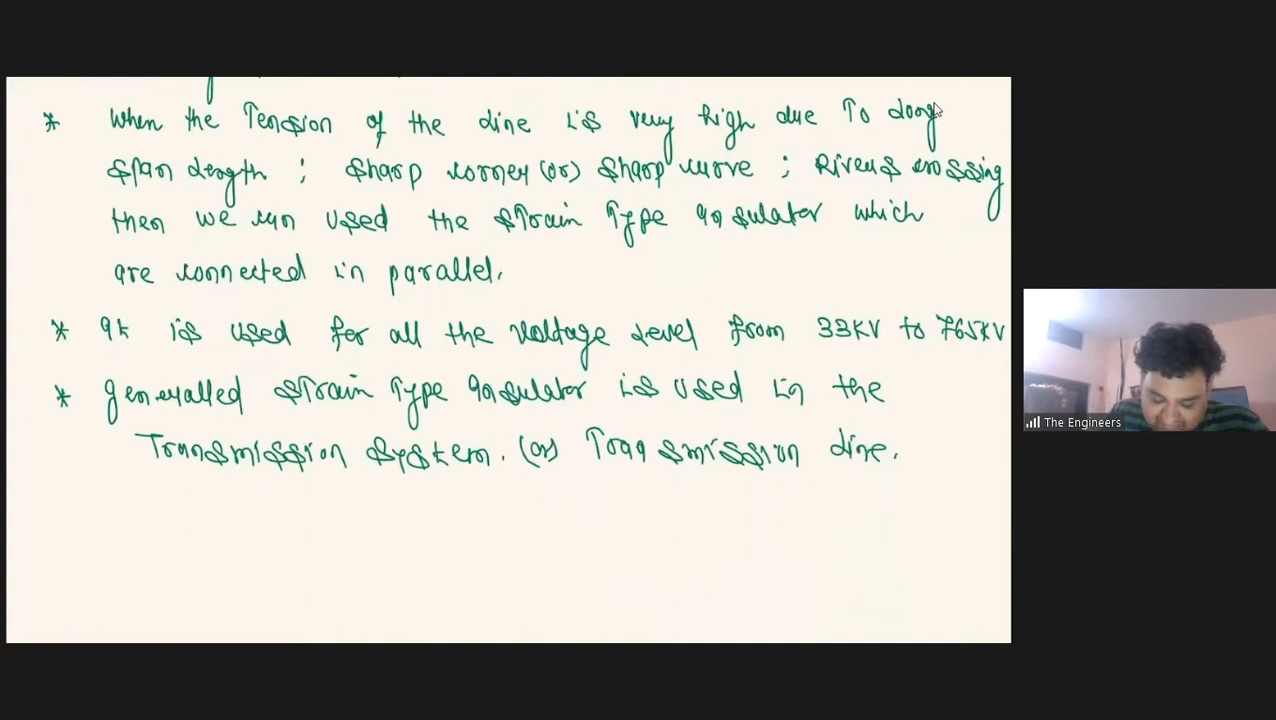 * When the Tension of the line is very high due To long
span length ; sharp corner (or) sharp curve ; Rivers crossing
then we can used the strain Type insulator which
are connected in parallel.
* It is used for all the voltage level from 33KV to 765KV
* generalled strain Type insulator is used in the
Transmission system. (or) Transmission line.
The Engineers